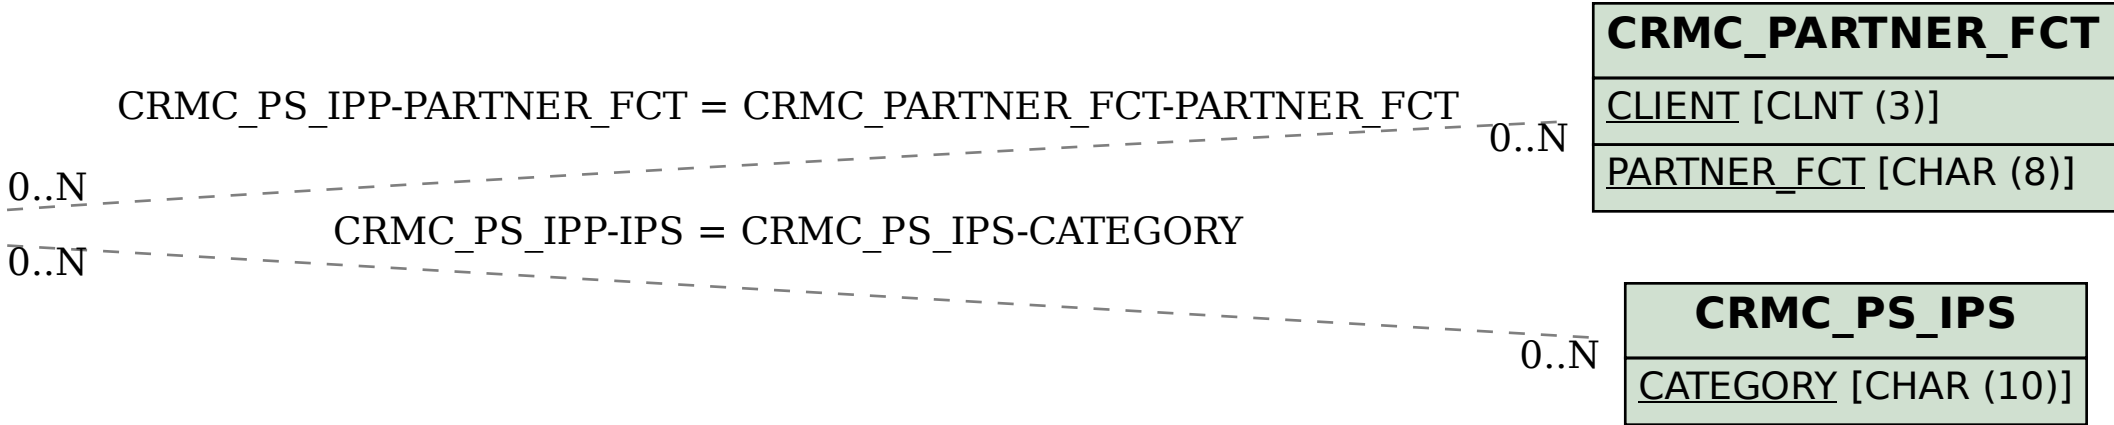 CRMC_PARTNER_FCT
CLIENT [CLNT (3)]
PARTNER_FCT [CHAR (8)]
CRMC_PS_IPP-PARTNER_FCT = CRMC_PARTNER_FCT-PARTNER_FCT
0..N
0..N
CRMC_PS_IPP-IPS = CRMC_PS_IPS-CATEGORY
0..N
0..N
CRMC_PS_IPS
CATEGORY [CHAR (10)]